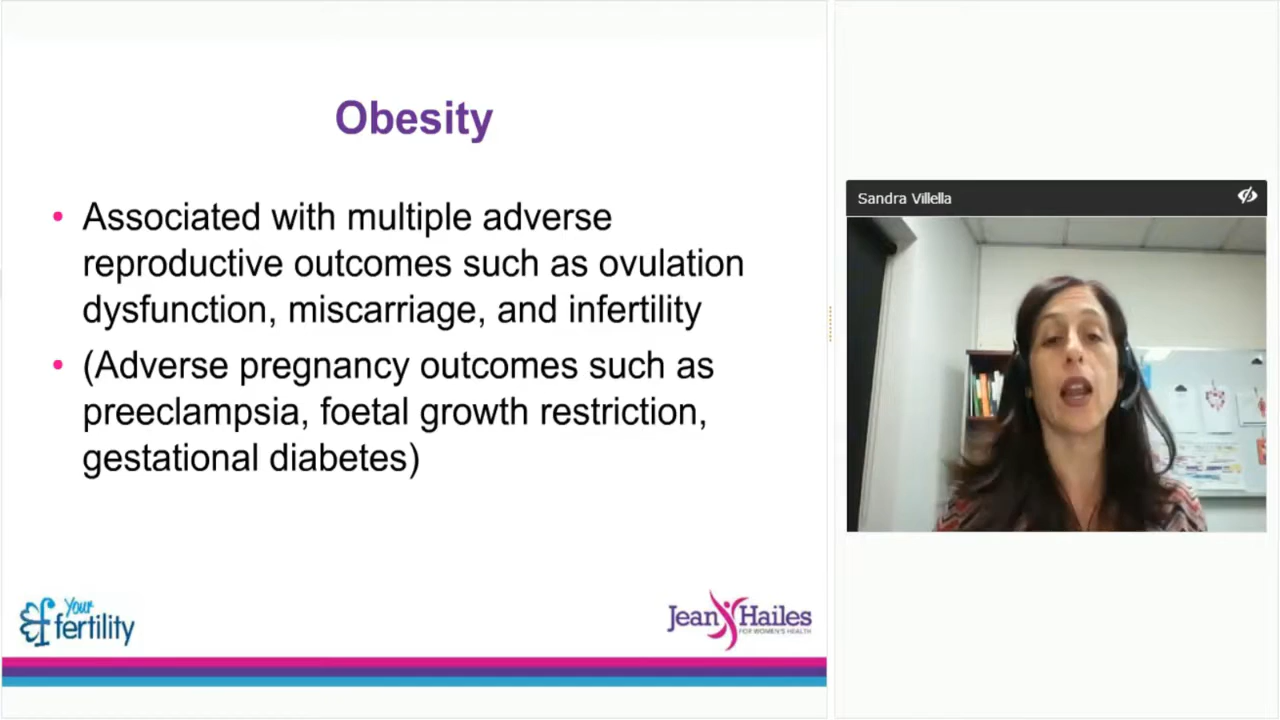 Obesity
• Associated with multiple adverse
reproductive outcomes such as ovulation
dysfunction, miscarriage, and infertility
• (Adverse pregnancy outcomes such as
preeclampsia, foetal growth restriction,
gestational diabetes)
Your
fertility
Jean Hailes
FOR WOMEN'S HEALTH
Sandra Villella